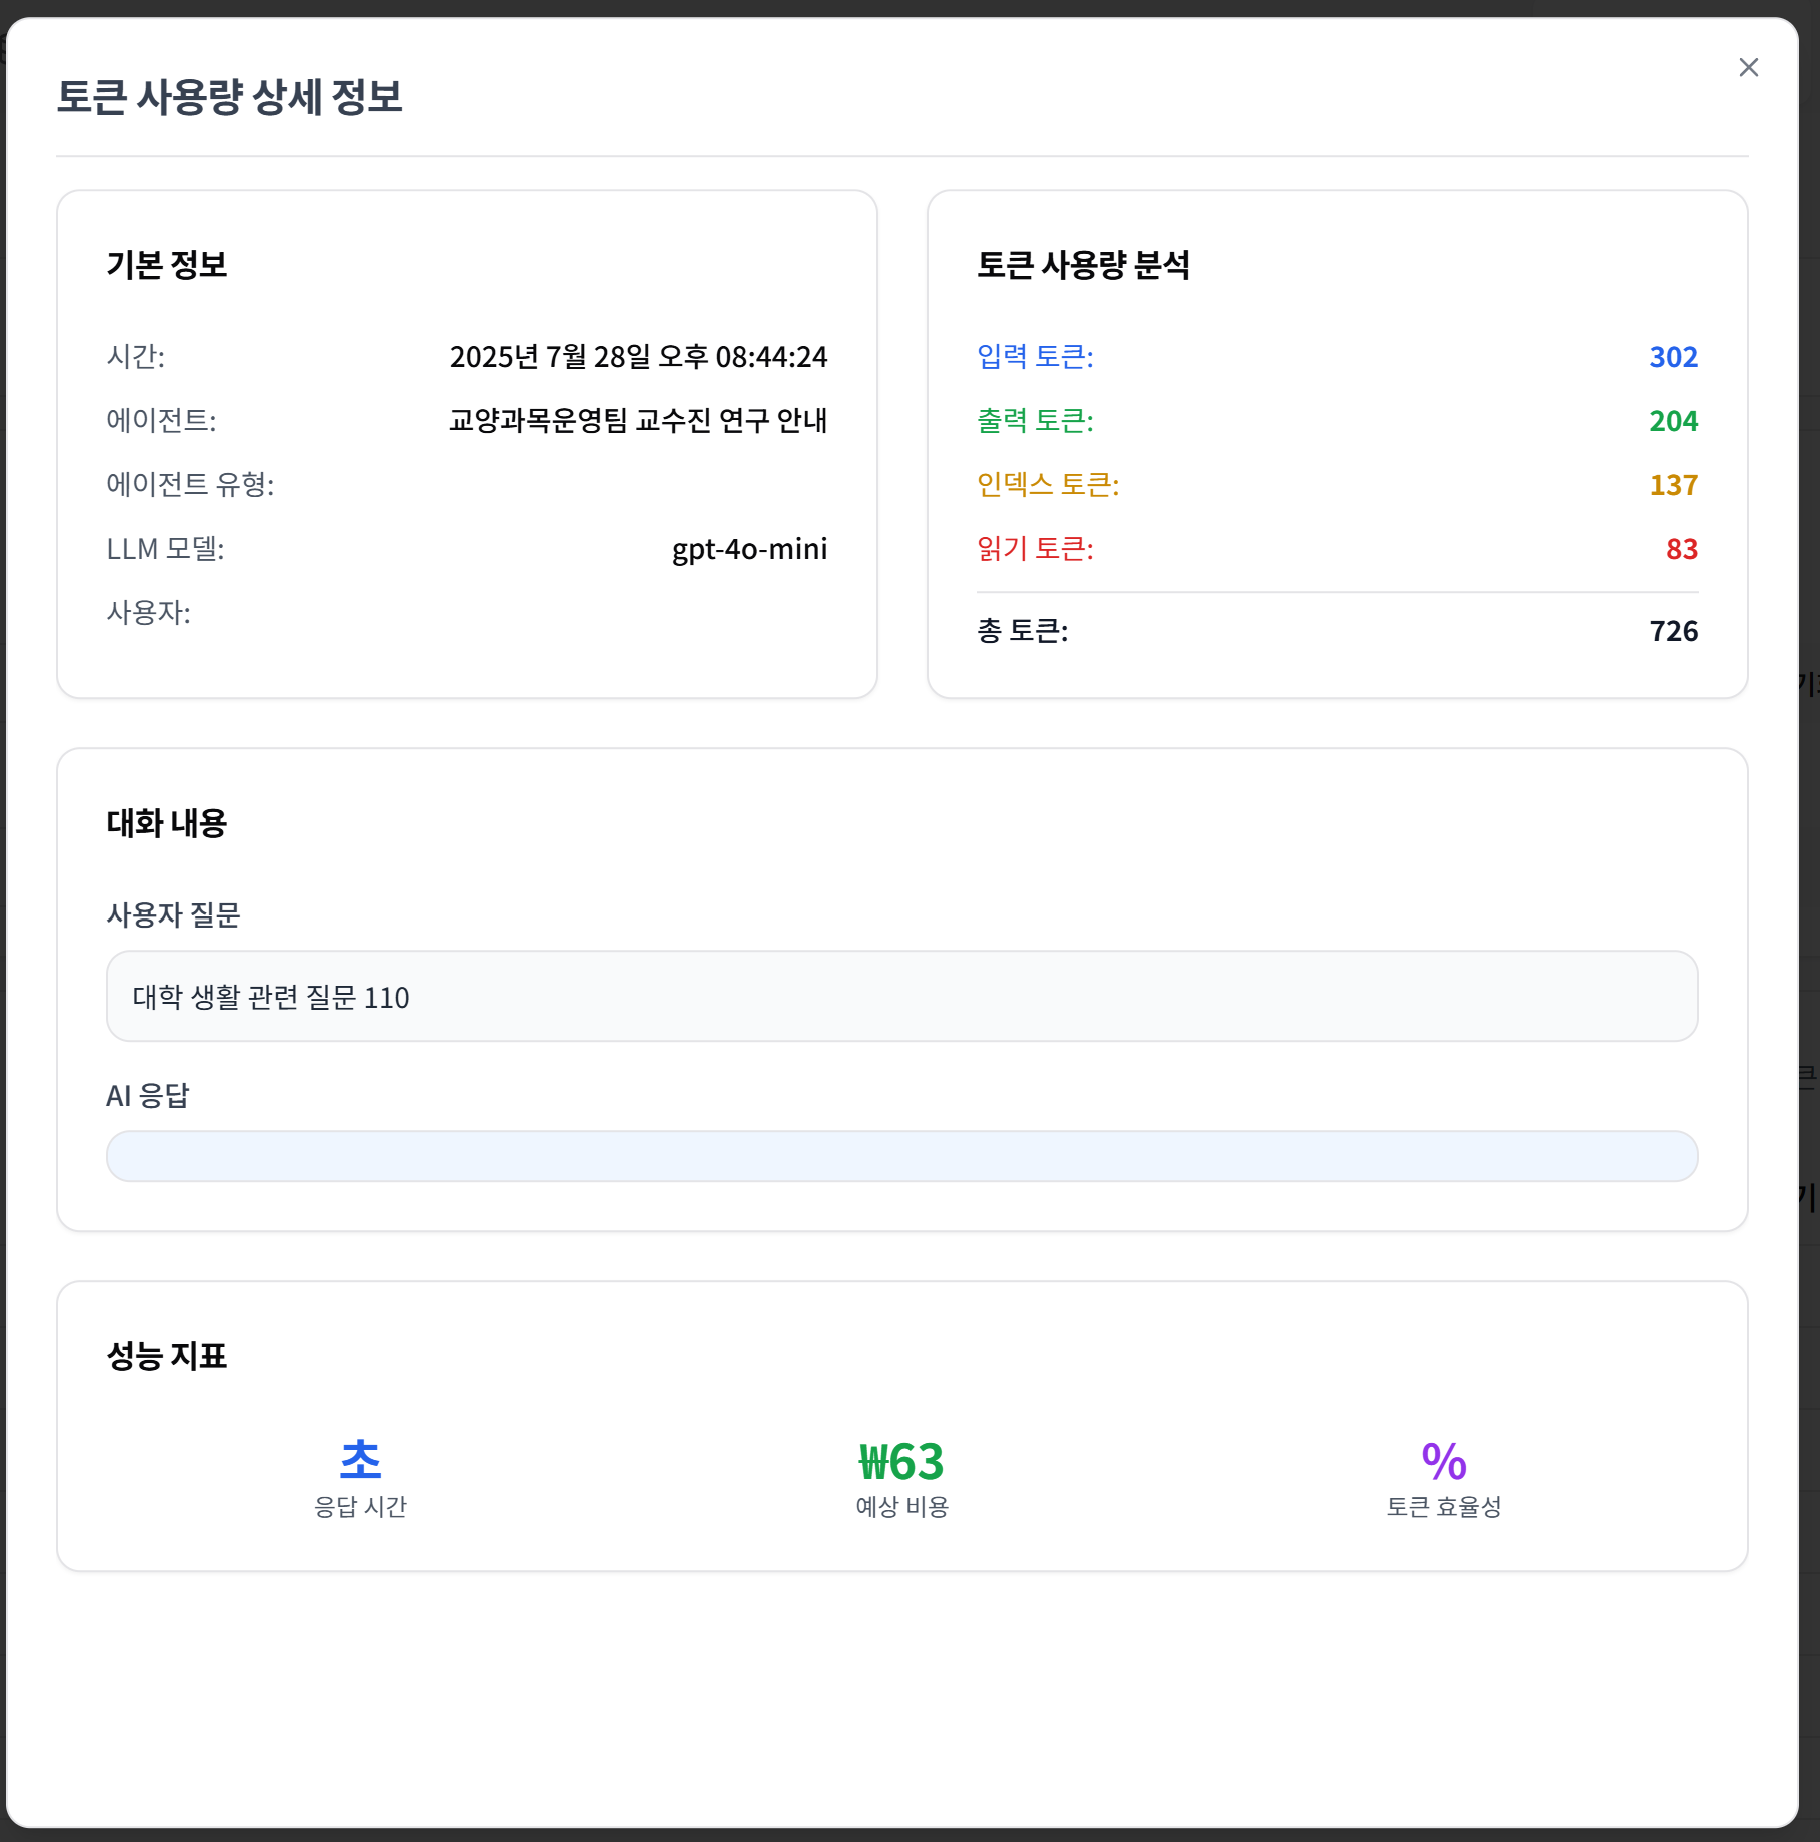 토큰 사용량 상세 정보
기본 정보
시간: 2025년 7월 28일 오후 08:44:24
에이전트: 교양과목운영팀 교수진 연구 안내
에이전트 유형:
LLM 모델: gpt-4o-mini
사용자:
토큰 사용량 분석
입력 토큰: 302
출력 토큰: 204
인덱스 토큰: 137
읽기 토큰: 83
총 토큰: 726
대화 내용
사용자 질문
대학 생활 관련 질문 110
AI 응답
성능 지표
초
응답 시간
₩63
예상 비용
%
토큰 효율성